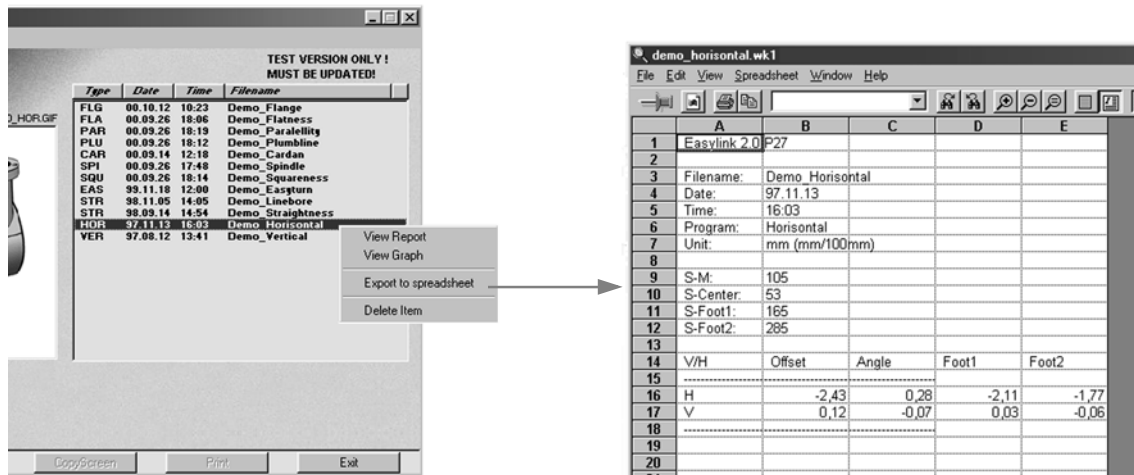 TEST VERSION ONLY !
MUST BE UPDATED!
Type Date Time Filename
D_HOR.GIF
FLG 00.10.12 10:23 Demo_Flange
FLA 00.09.26 18:06 Demo_Flatness
PAR 00.09.26 18:19 Demo_Paralellity
PLU 00.09.26 18:12 Demo_Plumbline
CAR 00.09.14 12:18 Demo_Cardan
SPI 00.09.26 17:48 Demo_Spindle
SQU 00.09.26 18:14 Demo_Squareness
EAS 99.11.18 12:00 Demo_Easyturn
STR 98.11.05 14:05 Demo_Linebore
STR 98.09.14 14:54 Demo_Straightness
HOR 97.11.13 16:03 Demo_Horisontal
VER 97.08.12 13:41 Demo_Vertical
View Report
View Graph
Export to spreadsheet
Delete Item
CopyScreen Print Exit
demo_horisontal.wk1
File Edit View Spreadsheet Window Help
A B C D E
1 Easylink 2.0 P27
2
3 Filename: Demo_Horisontal
4 Date: 97.11.13
5 Time: 16:03
6 Program: Horisontal
7 Unit: mm (mm/100mm)
8
9 S-M: 105
10 S-Center: 53
11 S-Foot1: 165
12 S-Foot2: 285
13
14 V/H Offset Angle Foot1 Foot2
15
16 H -2,43 0,28 -2,11 -1,77
17 V 0,12 -0,07 0,03 -0,06
18
19
20